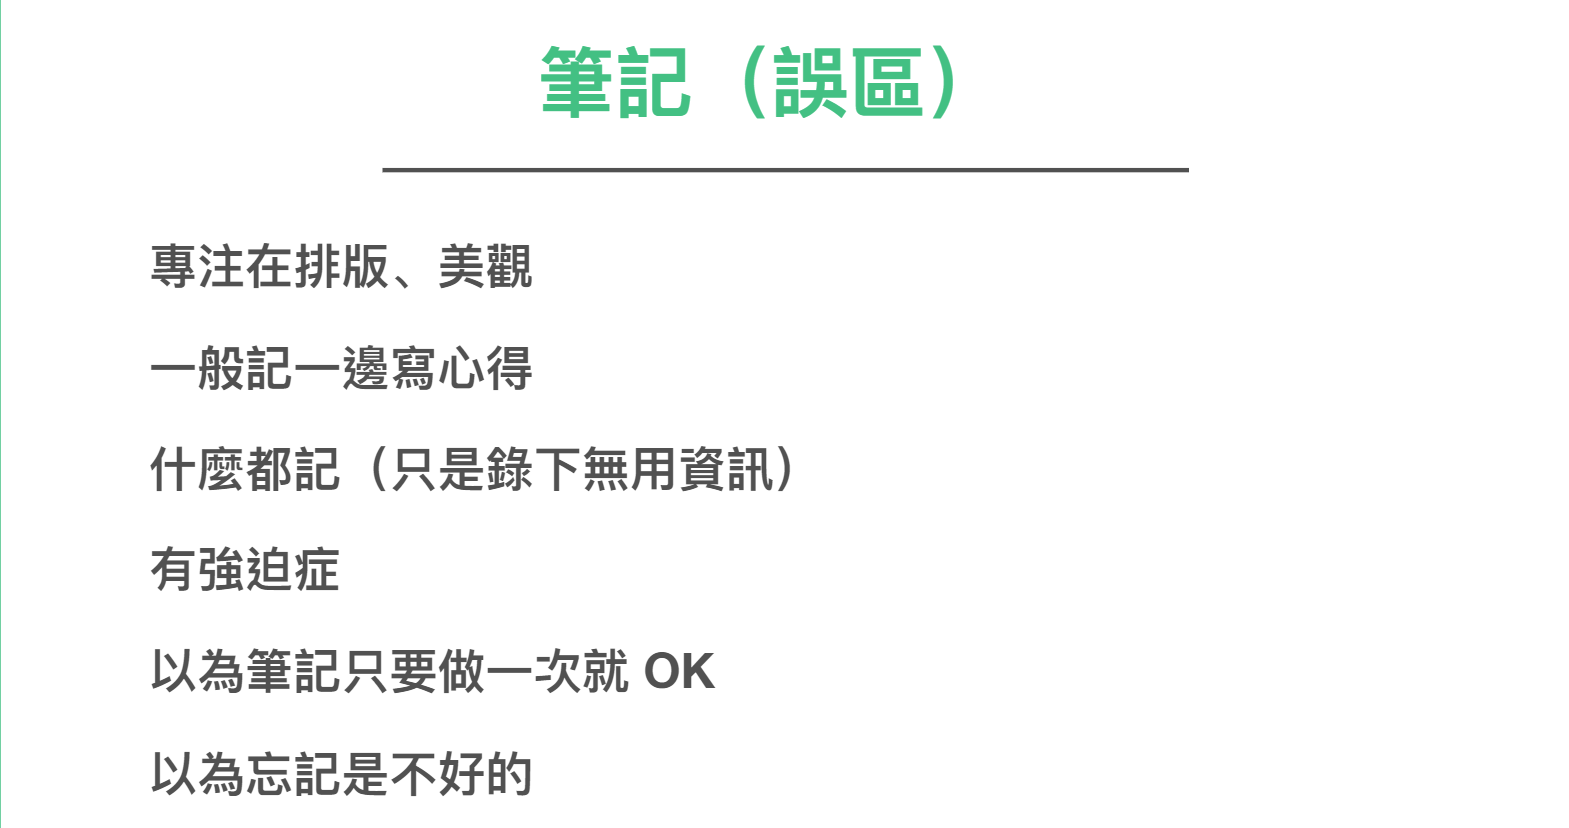 筆記（誤區）
專注在排版、美觀
一般記一邊寫心得
什麼都記（只是錄下無用資訊）
有強迫症
以為筆記只要做一次就 OK
以為忘記是不好的